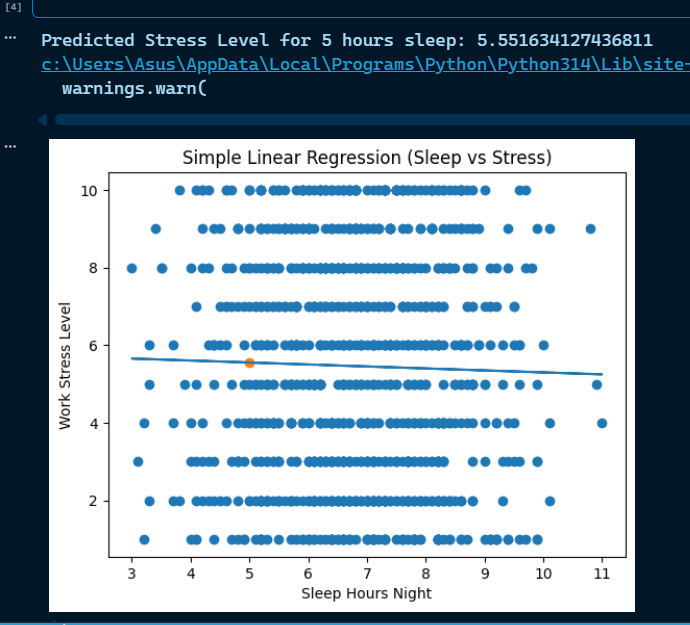 [4]
... Predicted Stress Level for 5 hours sleep: 5.551634127436811
c:\Users\Asus\AppData\Local\Programs\Python\Python314\Lib\site-
warnings.warn(
...
Simple Linear Regression (Sleep vs Stress)
10
8
6
4
2
Work Stress Level
3 4 5 6 7 8 9 10 11
Sleep Hours Night